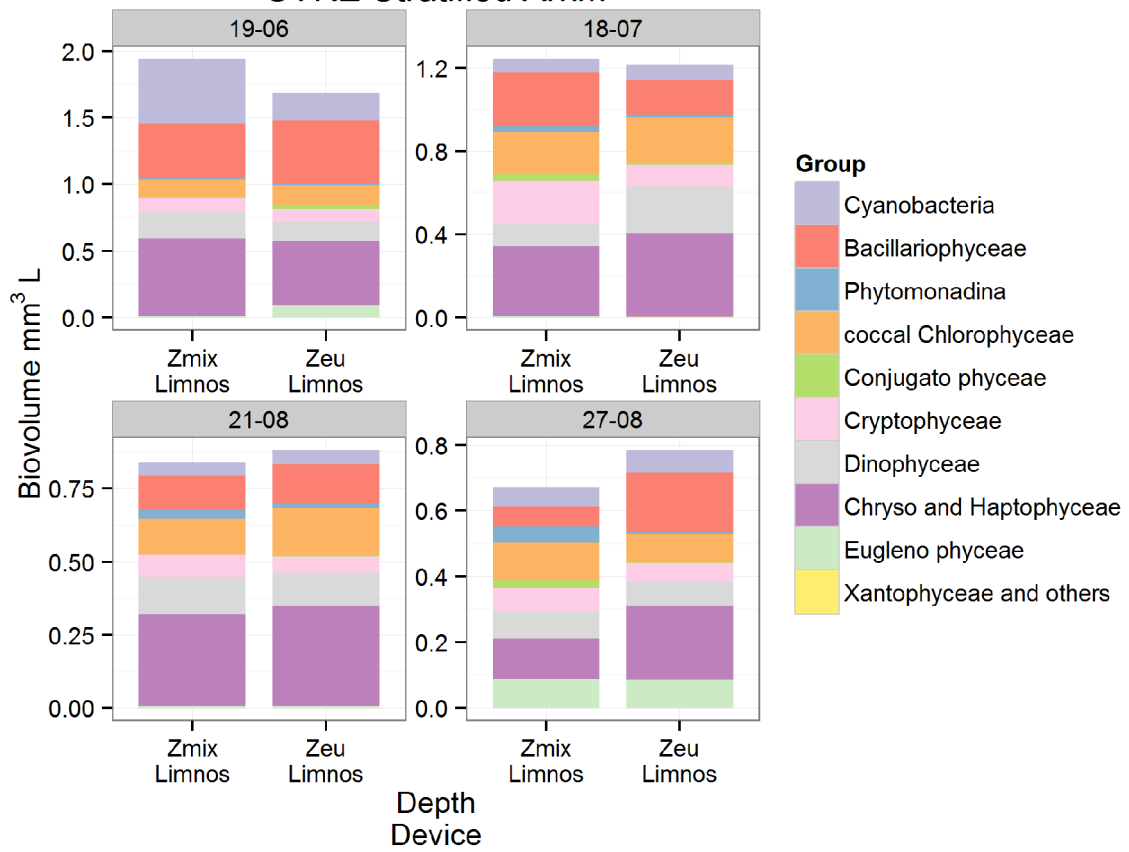 19-06
18-07
2.0
1.5
1.0
0.5
0.0
1.2
0.8
0.4
0.0
Zmix
Limnos
Zeu
Limnos
Zmix
Limnos
Zeu
Limnos
21-08
27-08
0.75
0.50
0.25
0.00
0.8
0.6
0.4
0.2
0.0
Zmix
Limnos
Zeu
Limnos
Zmix
Limnos
Zeu
Limnos
Biovolume mm³ L
Depth
Device
Group
Cyanobacteria
Bacillariophyceae
Phytomonadina
coccal Chlorophyceae
Conjugato phyceae
Cryptophyceae
Dinophyceae
Chryso and Haptophyceae
Eugleno phyceae
Xantophyceae and others